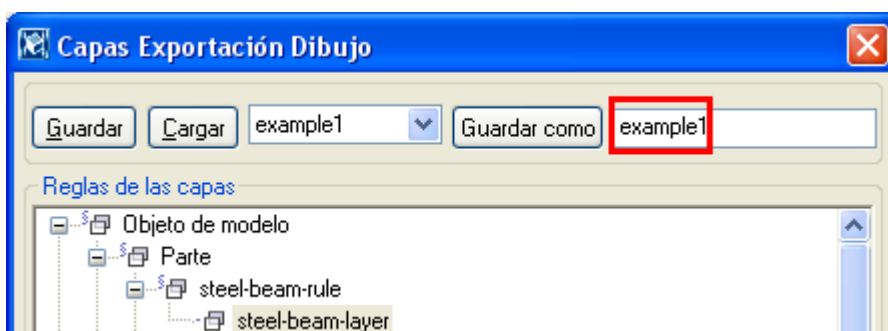 Capas Exportación Dibujo
Guardar Cargar example1 Guardar como example1
Reglas de las capas
Objeto de modelo
Parte
steel-beam-rule
steel-beam-layer